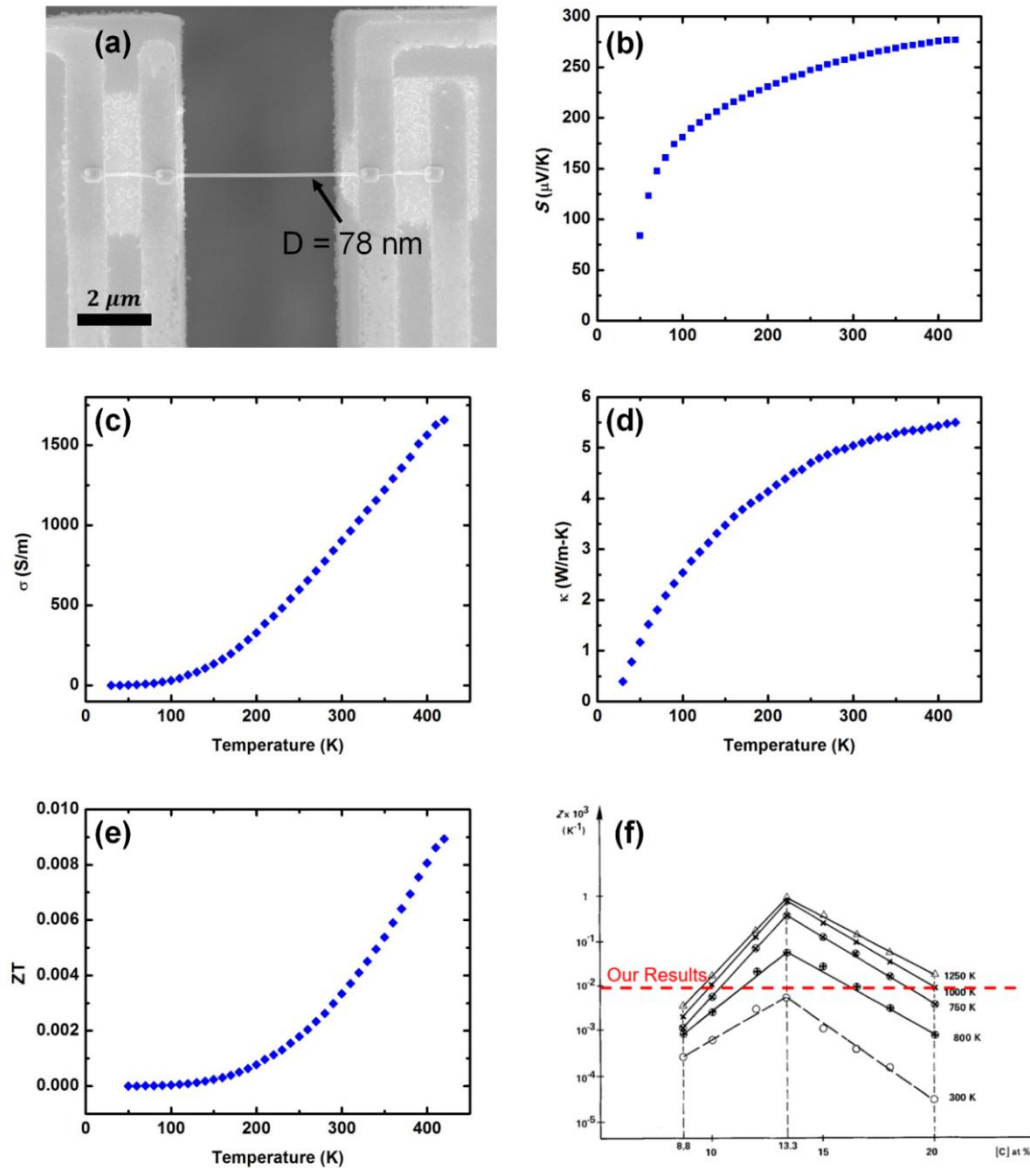 (a)
D = 78 nm
2 μm
(b)
S (μV/K)
300
250
200
150
100
50
0
0 100 200 300 400
(c)
σ (S/m)
1500
1000
500
0
0 100 200 300 400
Temperature (K)
(d)
κ (W/m-K)
6
5
4
3
2
1
0
0 100 200 300 400
Temperature (K)
(e)
ZT
0.010
0.008
0.006
0.004
0.002
0.000
0 100 200 300 400
Temperature (K)
(f)
Z× 10³
(K⁻¹)
1
10⁻¹
10⁻²
10⁻³
10⁻⁴
10⁻⁵
Our Results
1250 K
1000 K
750 K
800 K
300 K
8,8 10 13.3 15 20 [C] at %